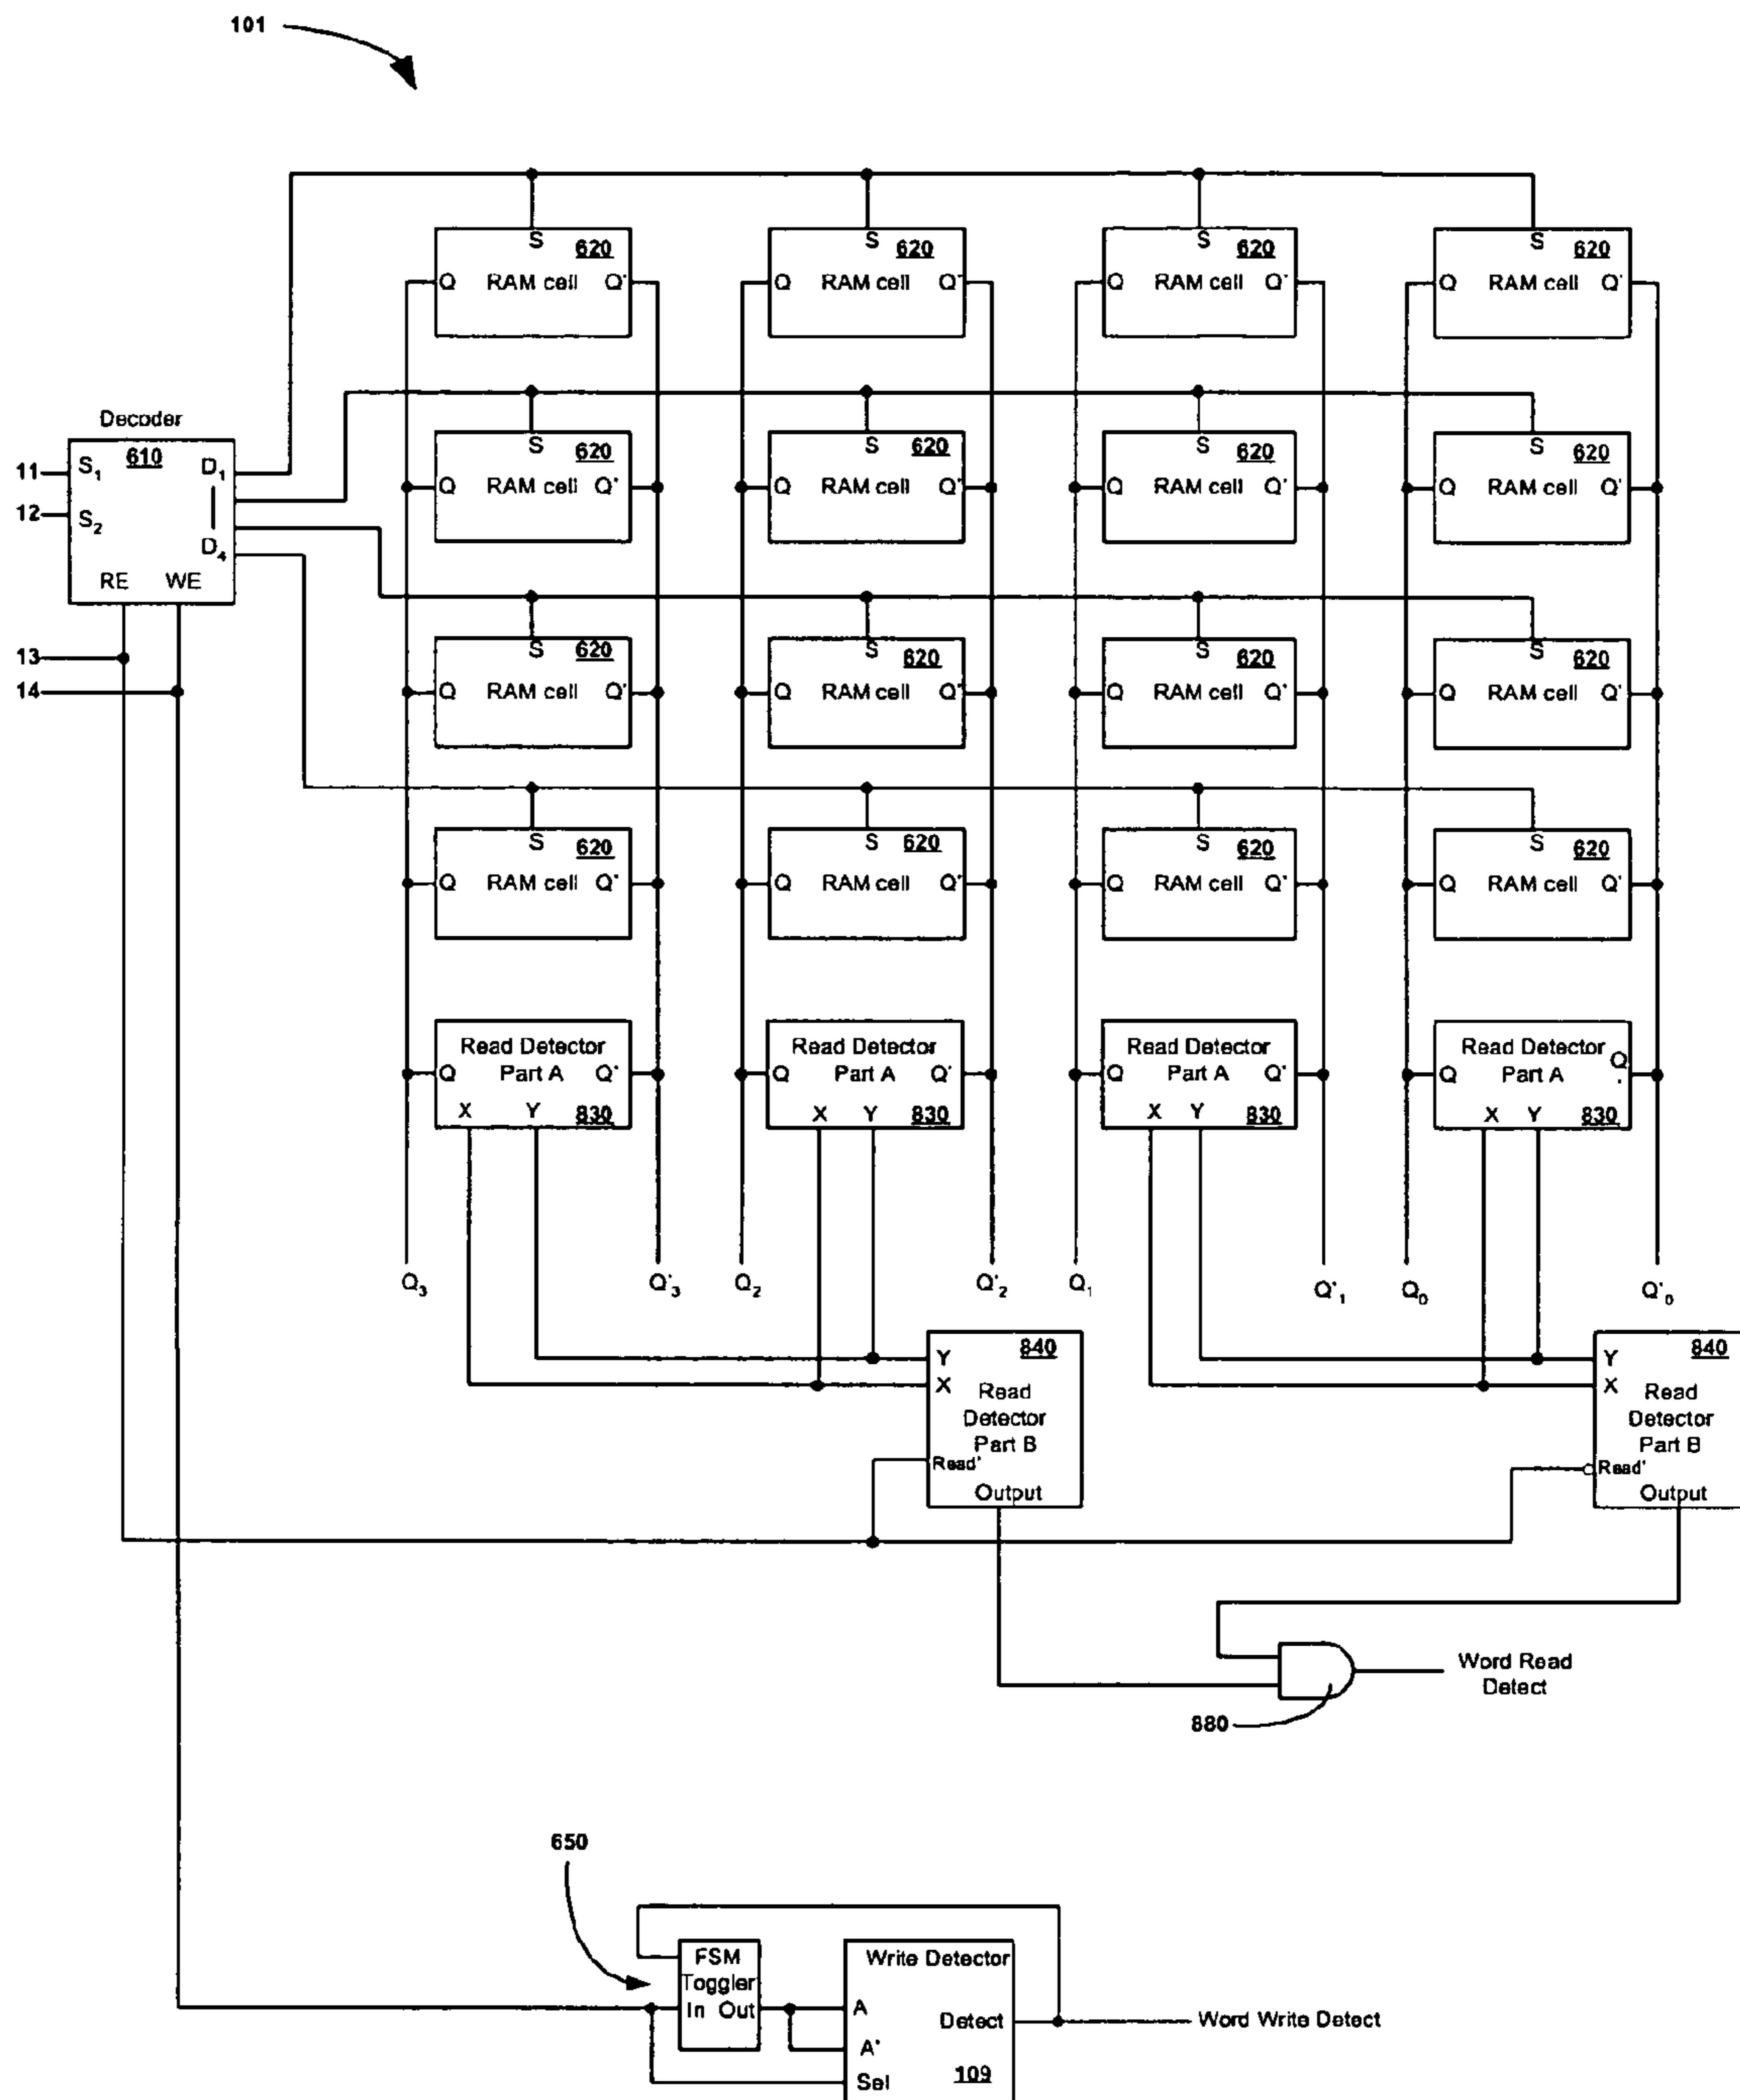 101
S 620 S 620 S 620 S 620
Q RAM cell Q' Q RAM cell Q' Q RAM cell Q' Q RAM cell Q'
Decoder
610
11 S1 D1
12 S2
D4
RE WE
S 620 S 620 S 620 S 620
Q RAM cell Q' Q RAM cell Q' Q RAM cell Q' Q RAM cell Q'
13
14
S 620 S 620 S 620 S 620
Q RAM cell Q' Q RAM cell Q' Q RAM cell Q' Q RAM cell Q'
S 620 S 620 S 620 S 620
Q RAM cell Q' Q RAM cell Q' Q RAM cell Q' Q RAM cell Q'
Read Detector Read Detector Read Detector Read Detector
Q Part A Q' Q Part A Q' Q Part A Q' Q Part A Q'
X Y 830 X Y 830 X Y 830 X Y 830
Q3 Q'3 Q2 Q'2 Q1 Q'1 Q0 Q'0
840
Y
X Read
Detector
Part B
Read'
Output
840
Y
X Read
Detector
Part B
Read'
Output
Word Read
Detect
880
650
FSM
Toggler
In Out
Write Detector
A
Detect
A'
Sel 109
Word Write Detect